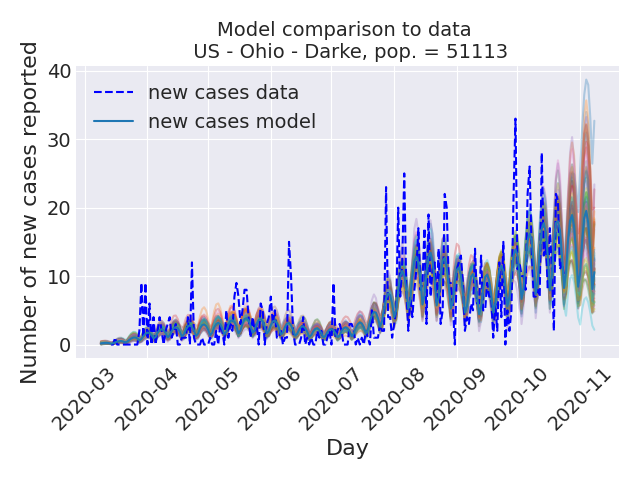 Model comparison to data
US - Ohio - Darke, pop. = 51113
Number of new cases reported
40
30
20
10
0
new cases data
new cases model
2020-03
2020-04
2020-05
2020-06
2020-07
2020-08
2020-09
2020-10
2020-11
Day